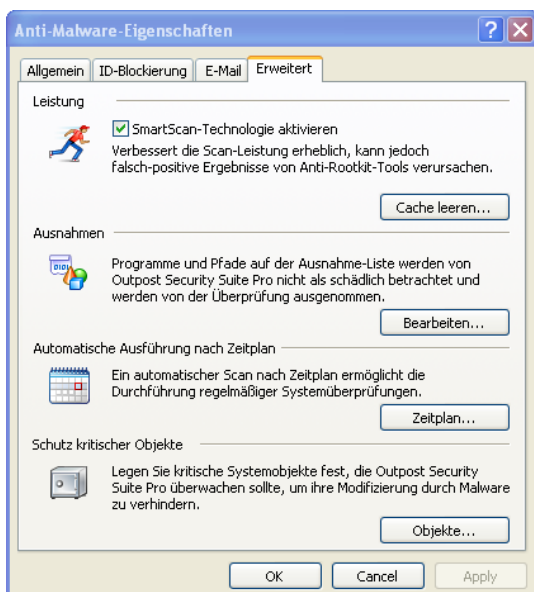 Anti-Malware-Eigenschaften
Allgemein ID-Blockierung E-Mail Erweitert
Leistung
SmartScan-Technologie aktivieren
Verbessert die Scan-Leistung erheblich, kann jedoch
falsch-positive Ergebnisse von Anti-Rootkit-Tools verursachen.
Cache leeren...
Ausnahmen
Programme und Pfade auf der Ausnahme-Liste werden von
Outpost Security Suite Pro nicht als schädlich betrachtet und
werden von der Überprüfung ausgenommen.
Bearbeiten...
Automatische Ausführung nach Zeitplan
Ein automatischer Scan nach Zeitplan ermöglicht die
Durchführung regelmäßiger Systemüberprüfungen.
Zeitplan...
Schutz kritischer Objekte
Legen Sie kritische Systemobjekte fest, die Outpost Security
Suite Pro überwachen sollte, um ihre Modifizierung durch Malware
zu verhindern.
Objekte...
OK Cancel Apply